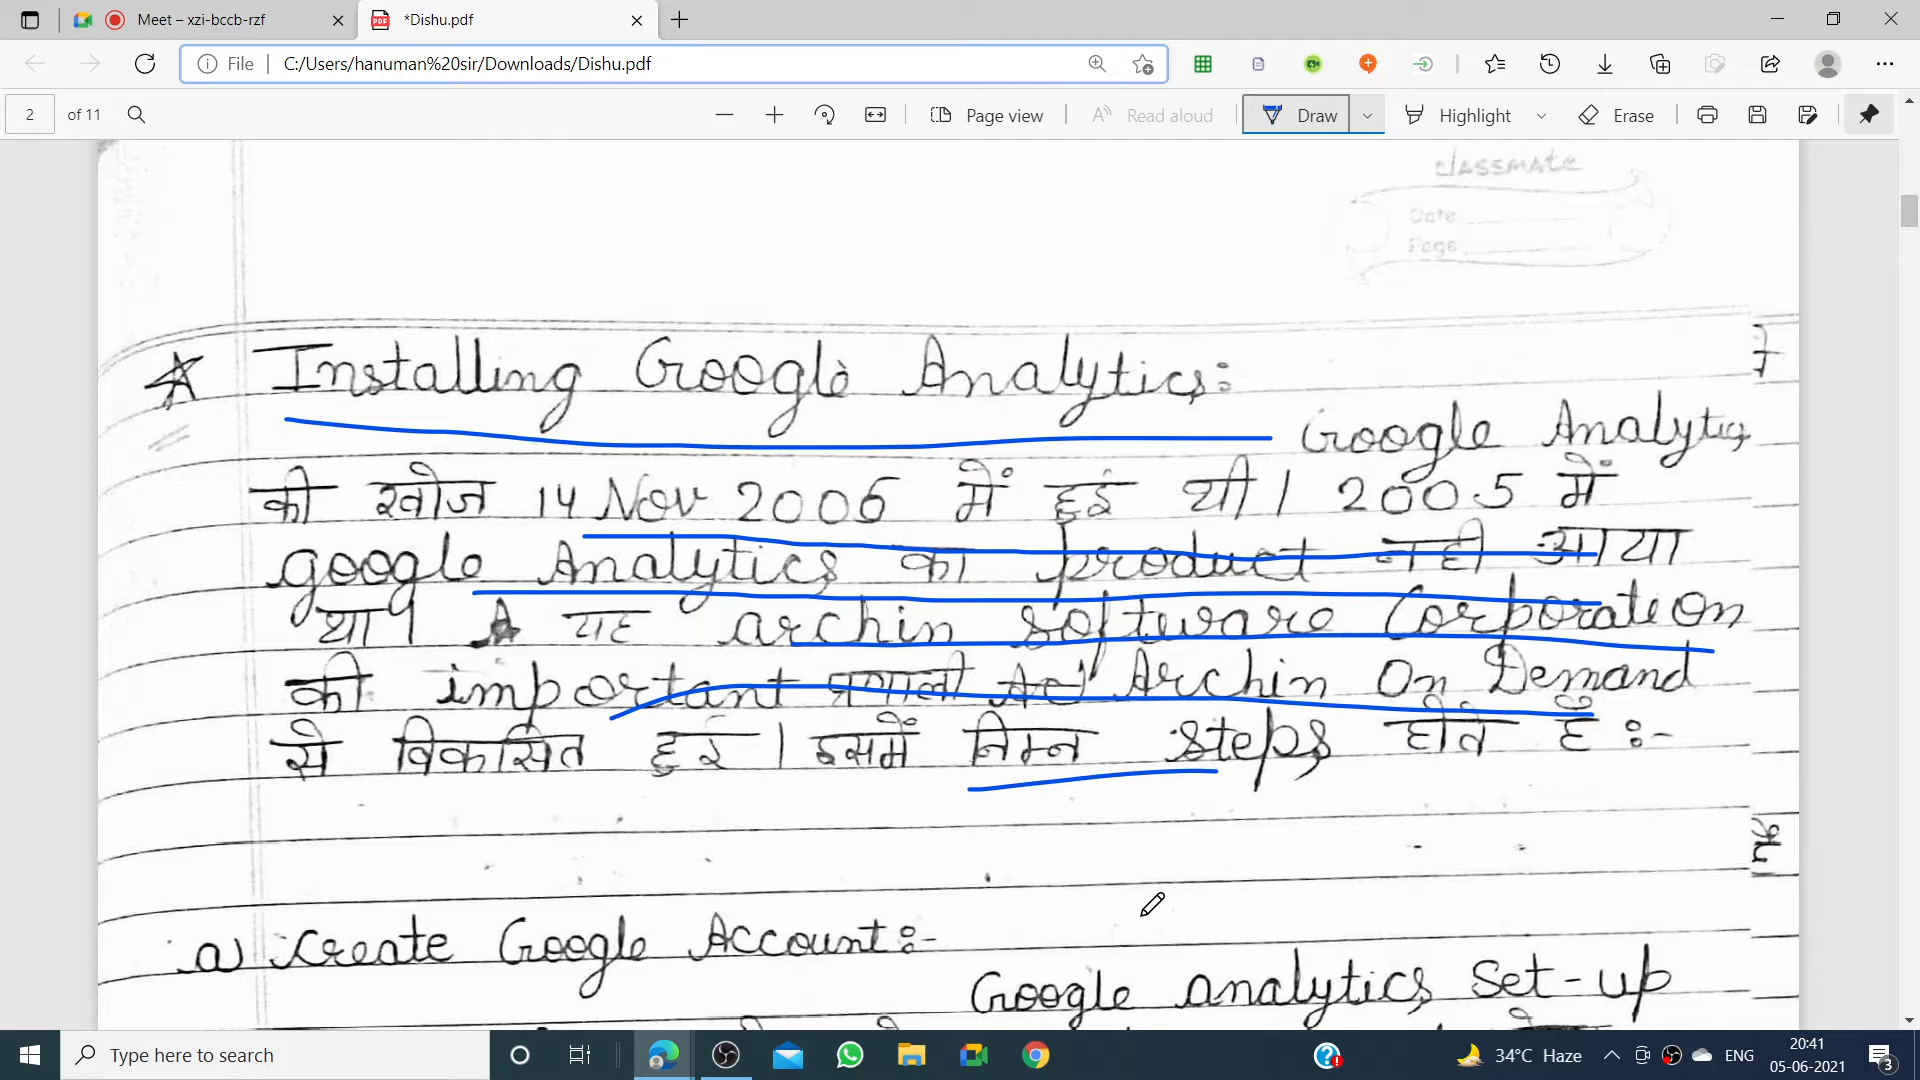 Meet – xzi-bccb-rzf
*Dishu.pdf
File
C:/Users/hanuman%20sir/Downloads/Dishu.pdf
2 of 11
Page view
Read aloud
Draw
Highlight
Erase
classmate
Date
Page
Installing Google Analytics:
Google Analytics
की खोज 14 Nov 2006 में हुई थी। 2005 में
google Analytics का product नही आया
था। यह archin software Corporation
की important प्रणाली Archin On Demand
से विकसित हुई। इसमें निम्न steps होते हैं :-
a) Create Google Account :-
Google analytics Set-up
Type here to search
34°C Haze
ENG
20:41
05-06-2021
3